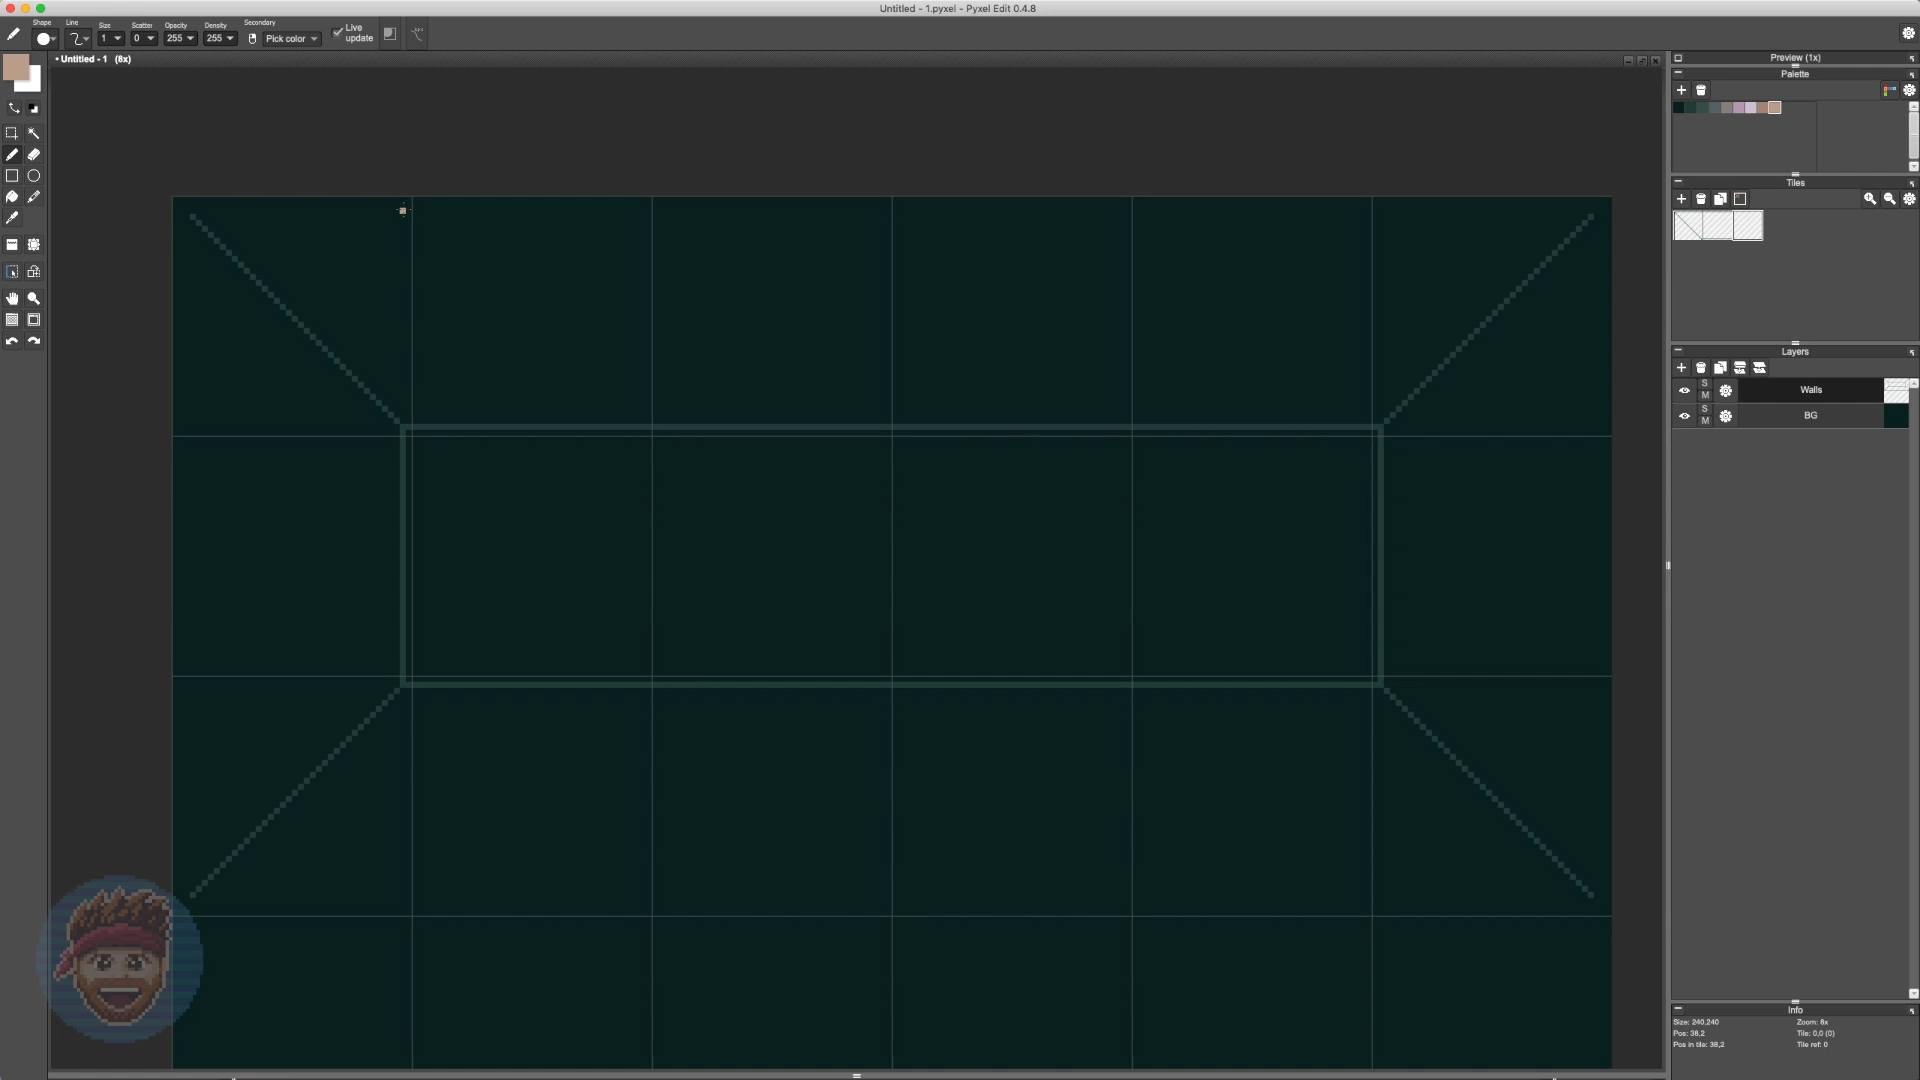 Untitled - 1.pyxel - Pyxel Edit 0.4.8
Shape Line Size Scatter Opacity Density Secondary
1 0 255 255 Pick color Live update
• Untitled - 1 (8x)
Preview (1x)
Palette
Tiles
Layers
S
M
Walls
S
M
BG
Info
Size: 240,240 Zoom: 8x
Pos: 38,2 Tile: 0,0 (0)
Pos in tile: 38,2 Tile ref: 0